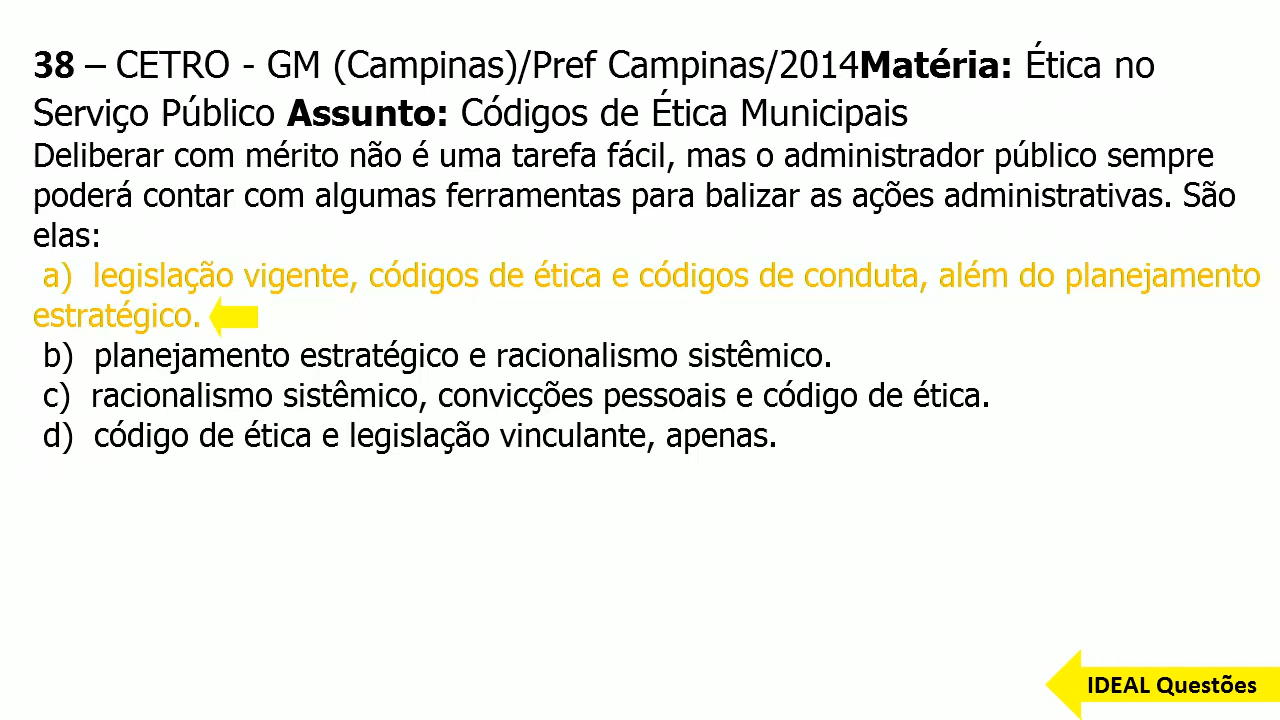 38 – CETRO - GM (Campinas)/Pref Campinas/2014Matéria: Ética no
Serviço Público Assunto: Códigos de Ética Municipais
Deliberar com mérito não é uma tarefa fácil, mas o administrador público sempre
poderá contar com algumas ferramentas para balizar as ações administrativas. São
elas:
a) legislação vigente, códigos de ética e códigos de conduta, além do planejamento
estratégico.
b) planejamento estratégico e racionalismo sistêmico.
c) racionalismo sistêmico, convicções pessoais e código de ética.
d) código de ética e legislação vinculante, apenas.
IDEAL Questões